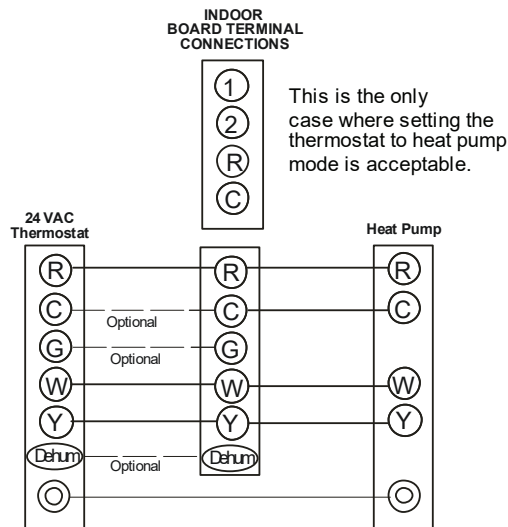 INDOOR
BOARD TERMINAL
CONNECTIONS
1
2
R
C
This is the only
case where setting the
thermostat to heat pump
mode is acceptable.
24 VAC
Thermostat
Heat Pump
R
R
R
C
Optional
C
C
G
Optional
G
W
W
W
Y
Y
Y
Dehum
Optional
Dehum